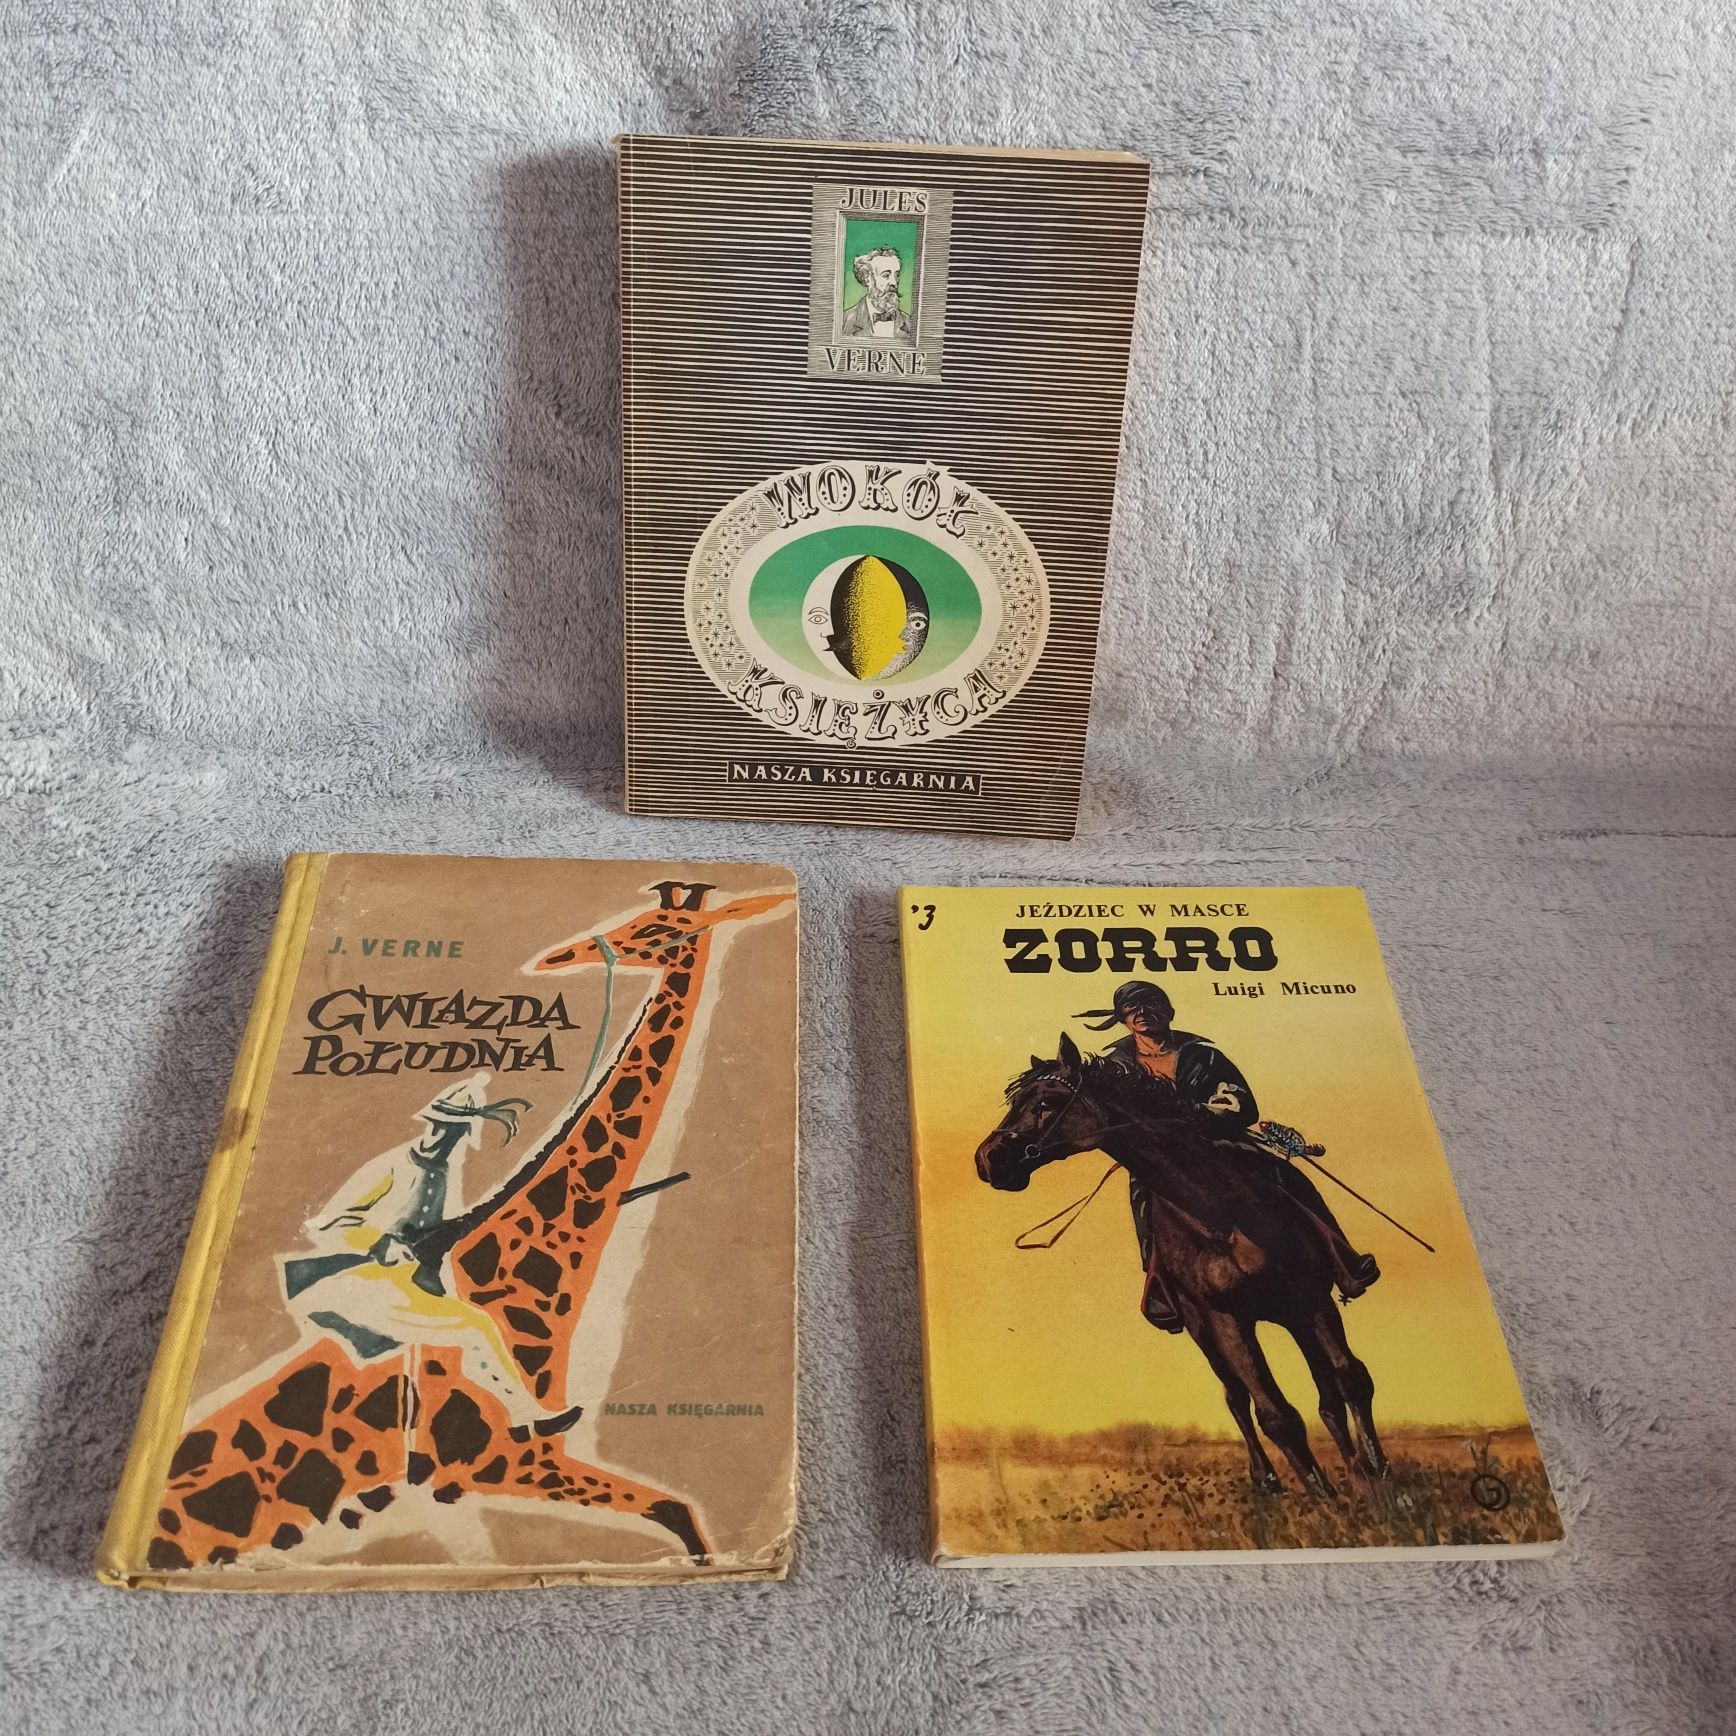 JULES
VERNE
WOKÓŁ
KSIĘŻYCA
NASZA KSIĘGARNIA
J. VERNE
GWIAZDA
POŁUDNIA
NASZA KSIĘGARNIA
'3
JEŹDZIEC W MASCE
ZORRO
Luigi Micuno